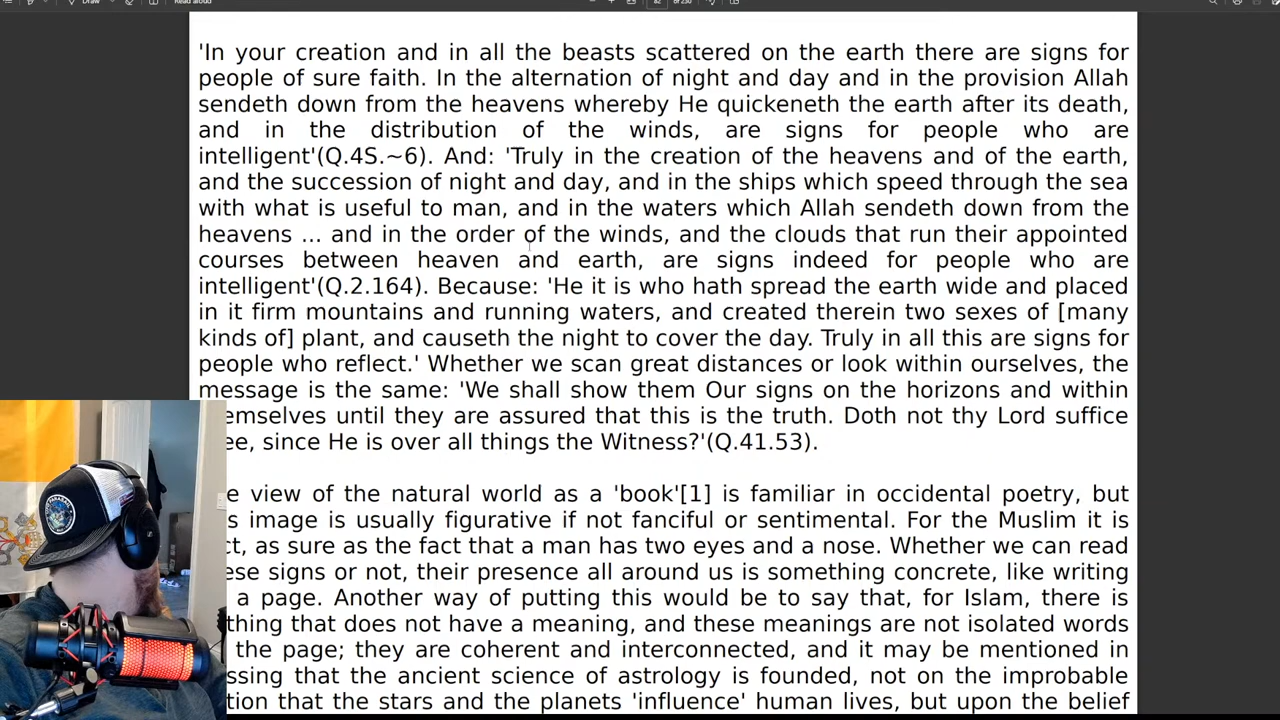 Draw
Read aloud
of 230
'In your creation and in all the beasts scattered on the earth there are signs for
people of sure faith. In the alternation of night and day and in the provision Allah
sendeth down from the heavens whereby He quickeneth the earth after its death,
and in the distribution of the winds, are signs for people who are
intelligent'(Q.4S.~6). And: 'Truly in the creation of the heavens and of the earth,
and the succession of night and day, and in the ships which speed through the sea
with what is useful to man, and in the waters which Allah sendeth down from the
heavens ... and in the order of the winds, and the clouds that run their appointed
courses between heaven and earth, are signs indeed for people who are
intelligent'(Q.2.164). Because: 'He it is who hath spread the earth wide and placed
in it firm mountains and running waters, and created therein two sexes of [many
kinds of] plant, and causeth the night to cover the day. Truly in all this are signs for
people who reflect.' Whether we scan great distances or look within ourselves, the
message is the same: 'We shall show them Our signs on the horizons and within
emselves until they are assured that this is the truth. Doth not thy Lord suffice
ee, since He is over all things the Witness?'(Q.41.53).
e view of the natural world as a 'book'[1] is familiar in occidental poetry, but
s image is usually figurative if not fanciful or sentimental. For the Muslim it is
ct, as sure as the fact that a man has two eyes and a nose. Whether we can read
ese signs or not, their presence all around us is something concrete, like writing
a page. Another way of putting this would be to say that, for Islam, there is
thing that does not have a meaning, and these meanings are not isolated words
the page; they are coherent and interconnected, and it may be mentioned in
ssing that the ancient science of astrology is founded, not on the improbable
tion that the stars and the planets 'influence' human lives, but upon the belief